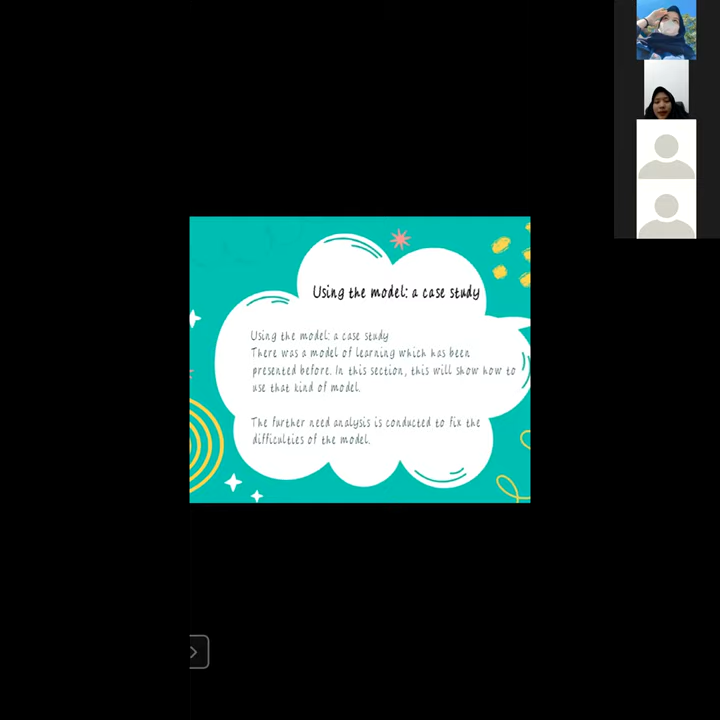 Using the model: a case study
Using the model: a case study
There was a model of learning which has been
presented before. In this section, this will show how to
use that kind of model.
The further need analysis is conducted to fix the
difficulties of the model.